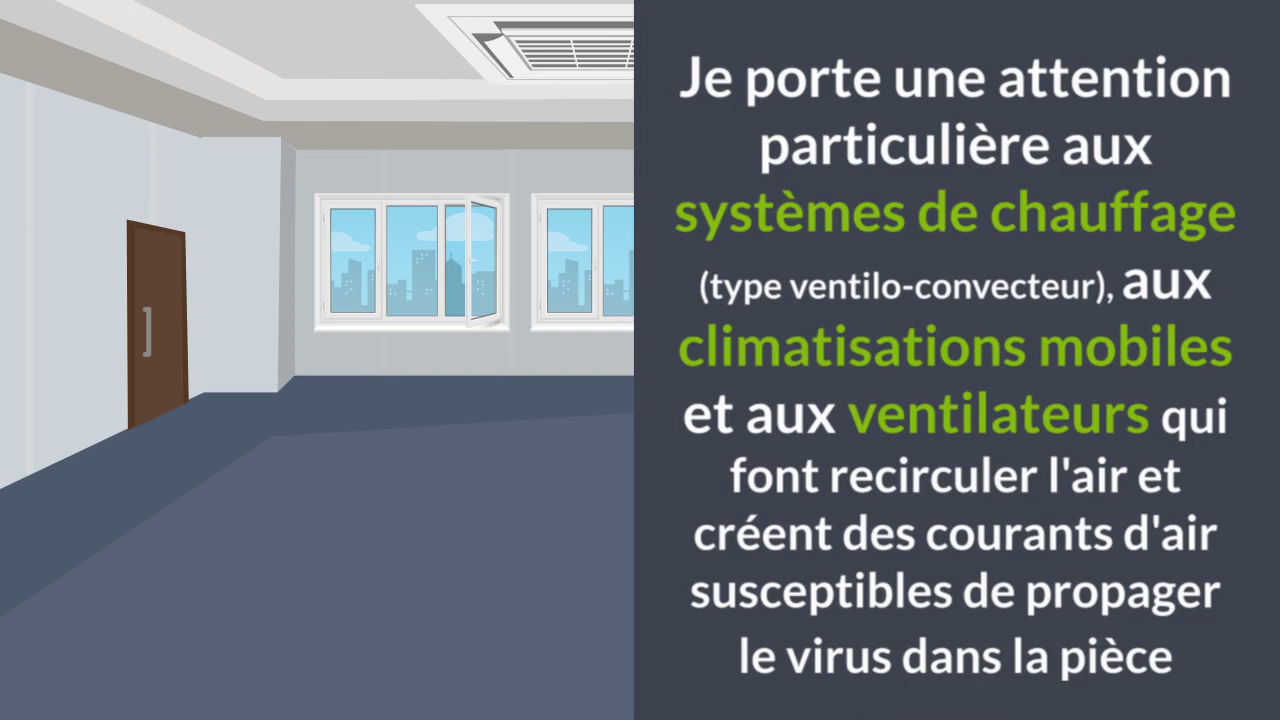 Je porte une attention
particulière aux
systèmes de chauffage
(type ventilo-convecteur), aux
climatisations mobiles
et aux ventilateurs qui
font recirculer l'air et
créent des courants d'air
susceptibles de propager
le virus dans la pièce